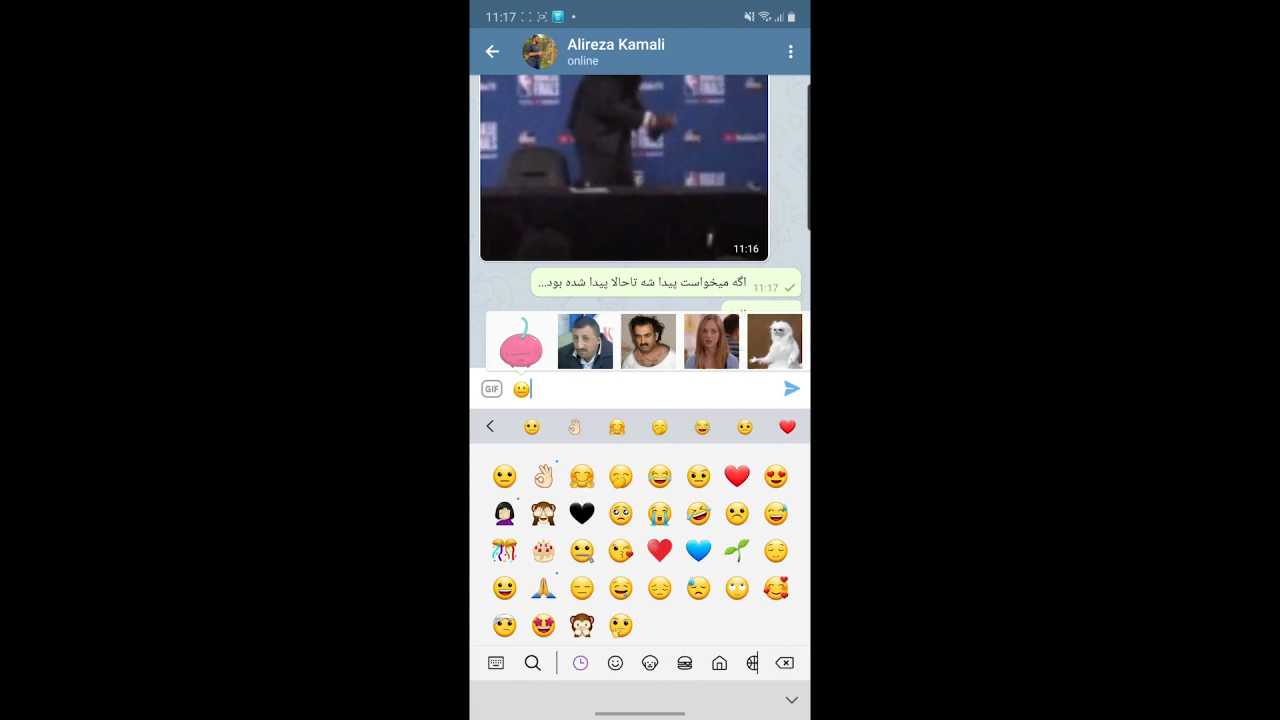 11:17
Alireza Kamali
online
11:16
اگه میخواست پیدا شه تاحالا پیدا شده بود...
11:17
GIF